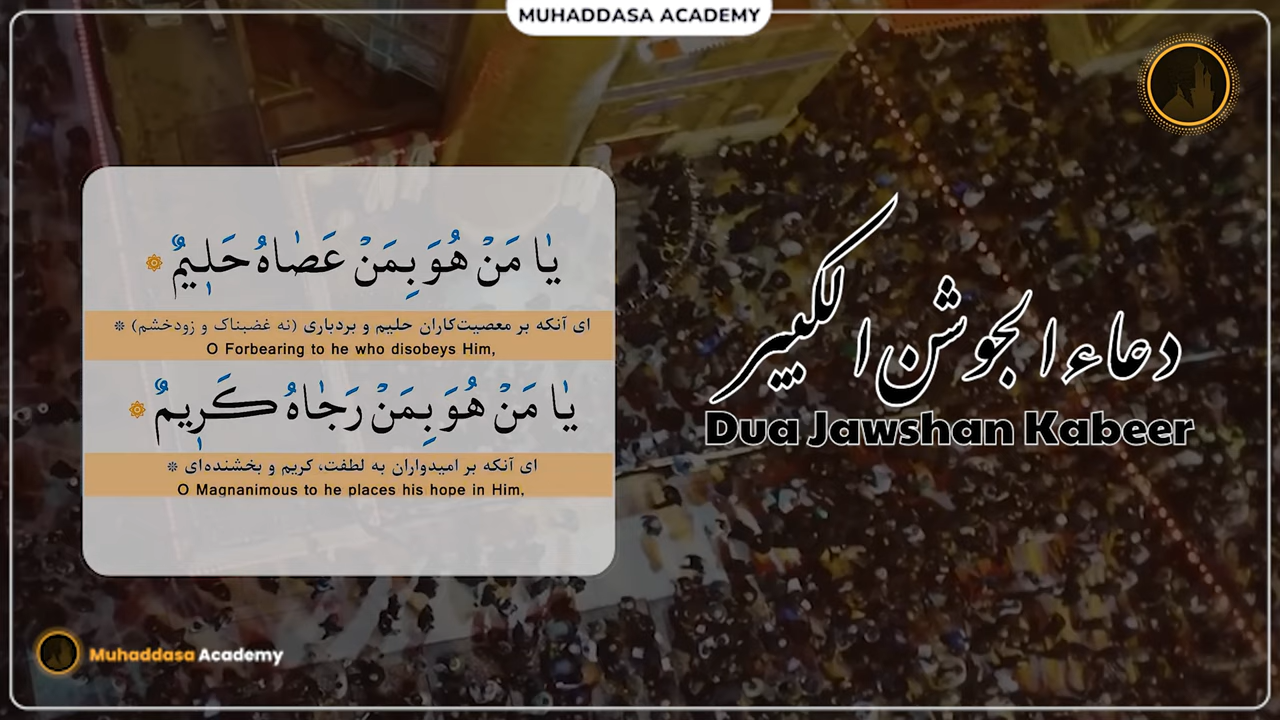 MUHADDASA ACADEMY
يٰا مَنْ هُوَ بِمَنْ عَصٰاهُ حَلٖيمٌ ۞
ای آنکه بر معصیت‌کاران حلیم و بردباری (نه غضبناک و زودخشم) *
O Forbearing to he who disobeys Him,
يٰا مَنْ هُوَ بِمَنْ رَجٰاهُ كَرٖيمٌ ۞
ای آنکه بر امیدواران به لطفت، کریم و بخشنده‌ای *
O Magnanimous to he places his hope in Him,
دعاء الجوشن الکبیر
Dua Jawshan Kabeer
Muhaddasa Academy